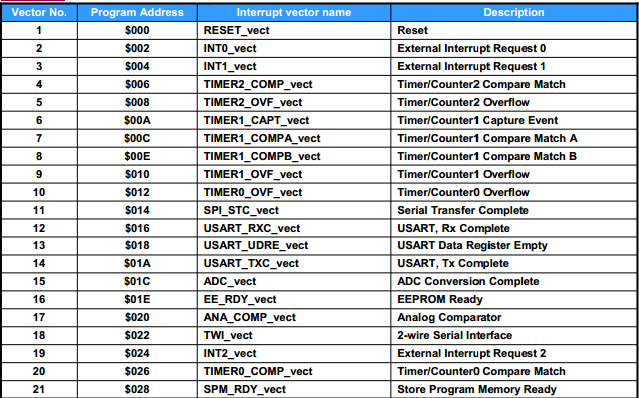 Vector No. Program Address Interrupt vector name Description
1 $000 RESET_vect Reset
2 $002 INT0_vect External Interrupt Request 0
3 $004 INT1_vect External Interrupt Request 1
4 $006 TIMER2_COMP_vect Timer/Counter2 Compare Match
5 $008 TIMER2_OVF_vect Timer/Counter2 Overflow
6 $00A TIMER1_CAPT_vect Timer/Counter1 Capture Event
7 $00C TIMER1_COMPA_vect Timer/Counter1 Compare Match A
8 $00E TIMER1_COMPB_vect Timer/Counter1 Compare Match B
9 $010 TIMER1_OVF_vect Timer/Counter1 Overflow
10 $012 TIMER0_OVF_vect Timer/Counter0 Overflow
11 $014 SPI_STC_vect Serial Transfer Complete
12 $016 USART_RXC_vect USART, Rx Complete
13 $018 USART_UDRE_vect USART Data Register Empty
14 $01A USART_TXC_vect USART, Tx Complete
15 $01C ADC_vect ADC Conversion Complete
16 $01E EE_RDY_vect EEPROM Ready
17 $020 ANA_COMP_vect Analog Comparator
18 $022 TWI_vect 2-wire Serial Interface
19 $024 INT2_vect External Interrupt Request 2
20 $026 TIMER0_COMP_vect Timer/Counter0 Compare Match
21 $028 SPM_RDY_vect Store Program Memory Ready